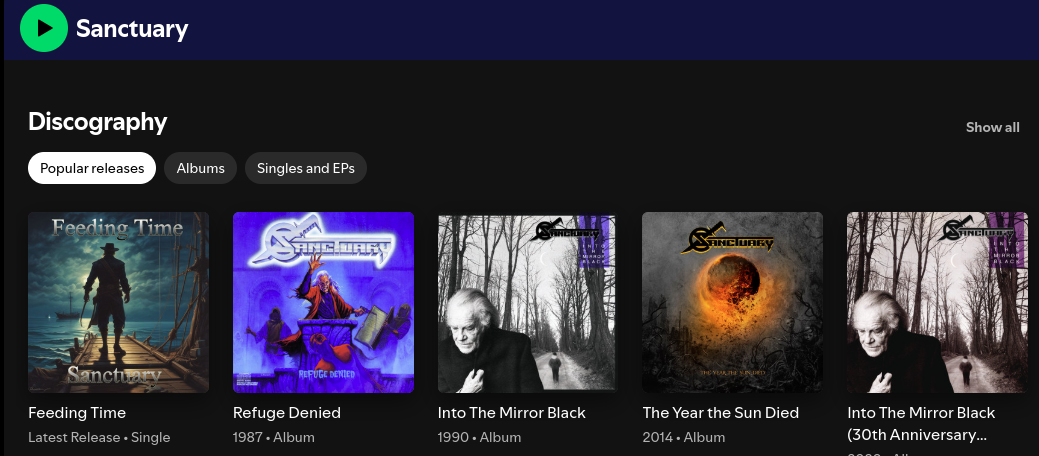 Sanctuary
Discography
Show all
Popular releases
Albums
Singles and EPs
Feeding Time
Sanctuary
SANCTUARY
REFUGE DENIED
SANCTUARY
INTO
THE
MIRROR
BLACK
SANCTUARY
THE YEAR THE SUN DIED
SANCTUARY
INTO
THE
MIRROR
BLACK
Feeding Time
Latest Release • Single
Refuge Denied
1987 • Album
Into The Mirror Black
1990 • Album
The Year the Sun Died
2014 • Album
Into The Mirror Black
(30th Anniversary...